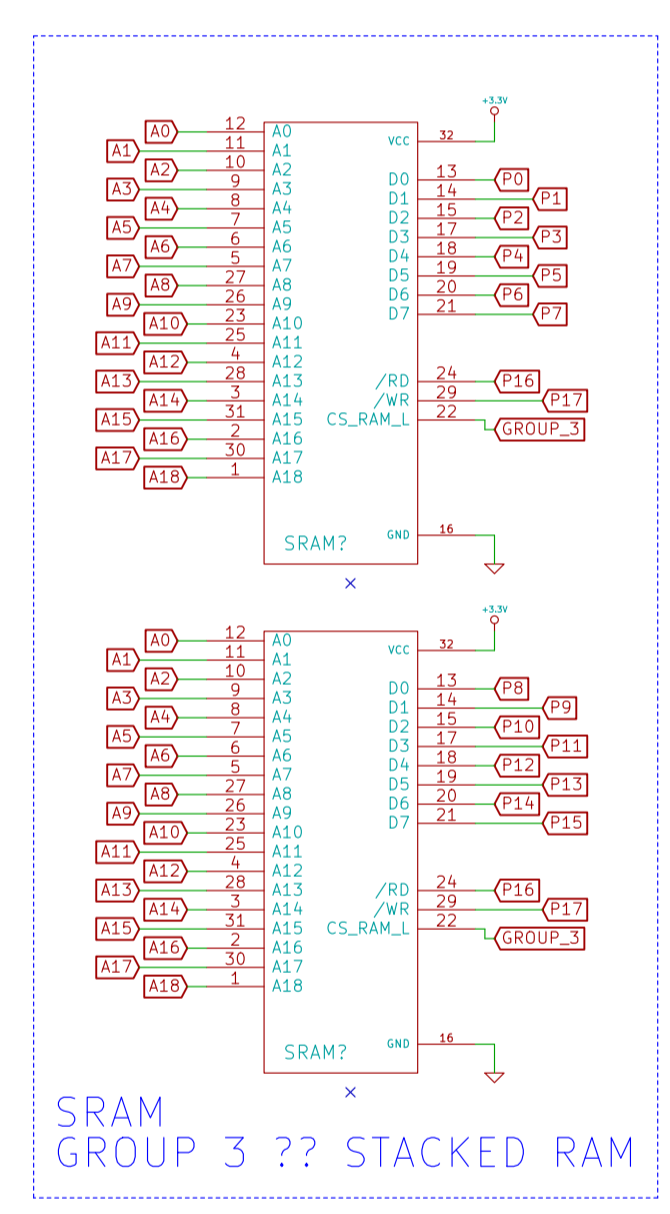 +3.3V
A0 12 A0 VCC 32
A1 11 A1
A2 10 A2
A3 9 A3 D0 13 P0
A4 8 A4 D1 14 P1
A5 7 A5 D2 15 P2
A6 6 A6 D3 17 P3
A7 5 A7 D4 18 P4
A8 27 A8 D5 19 P5
A9 26 A9 D6 20 P6
A10 23 A10 D7 21 P7
A11 25 A11
A12 4 A12
A13 28 A13 /RD 24 P16
A14 3 A14 /WR 29 P17
A15 31 A15 CS_RAM_L 22
A16 2 A16 GROUP_3
A17 30 A17
A18 1 A18
SRAM? GND 16
+3.3V
A0 12 A0 VCC 32
A1 11 A1
A2 10 A2
A3 9 A3 D0 13 P8
A4 8 A4 D1 14 P9
A5 7 A5 D2 15 P10
A6 6 A6 D3 17 P11
A7 5 A7 D4 18 P12
A8 27 A8 D5 19 P13
A9 26 A9 D6 20 P14
A10 23 A10 D7 21 P15
A11 25 A11
A12 4 A12
A13 28 A13 /RD 24 P16
A14 3 A14 /WR 29 P17
A15 31 A15 CS_RAM_L 22
A16 2 A16 GROUP_3
A17 30 A17
A18 1 A18
SRAM? GND 16
SRAM
GROUP 3 ?? STACKED RAM